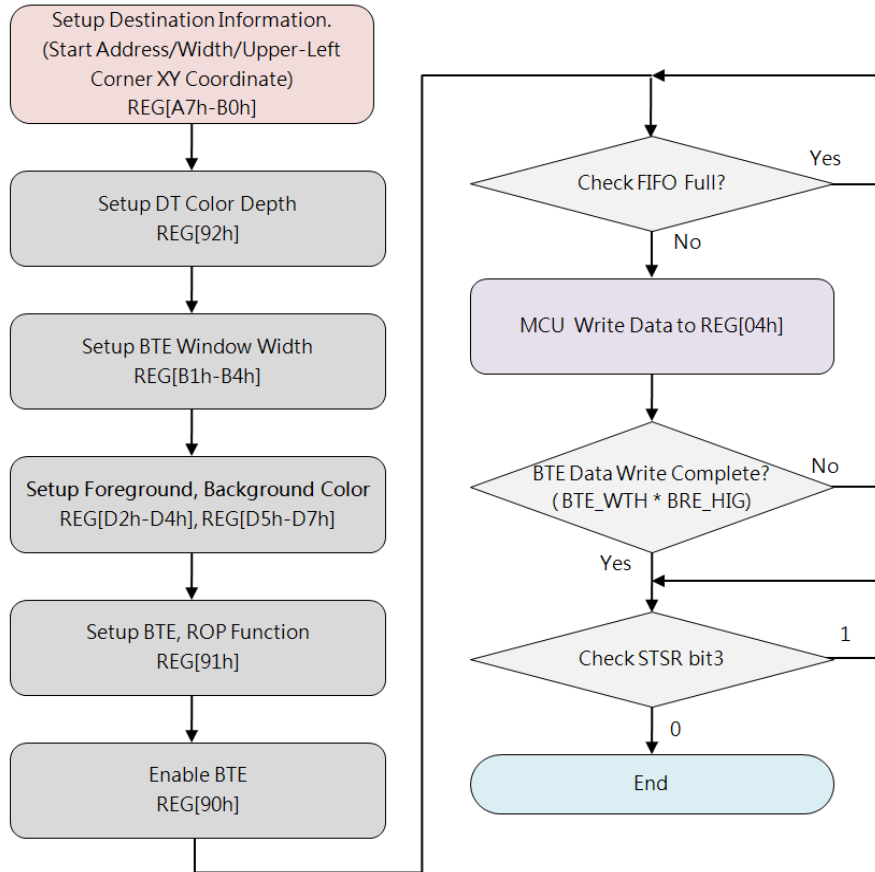 Setup Destination Information.
(Start Address/Width/Upper-Left
Corner XY Coordinate)
REG[A7h-B0h]
Setup DT Color Depth
REG[92h]
Setup BTE Window Width
REG[B1h-B4h]
Setup Foreground, Background Color
REG[D2h-D4h], REG[D5h-D7h]
Setup BTE, ROP Function
REG[91h]
Enable BTE
REG[90h]
Check FIFO Full?
Yes
No
MCU Write Data to REG[04h]
BTE Data Write Complete?
(BTE_WTH * BRE_HIG)
No
Yes
Check STSR bit3
1
0
End